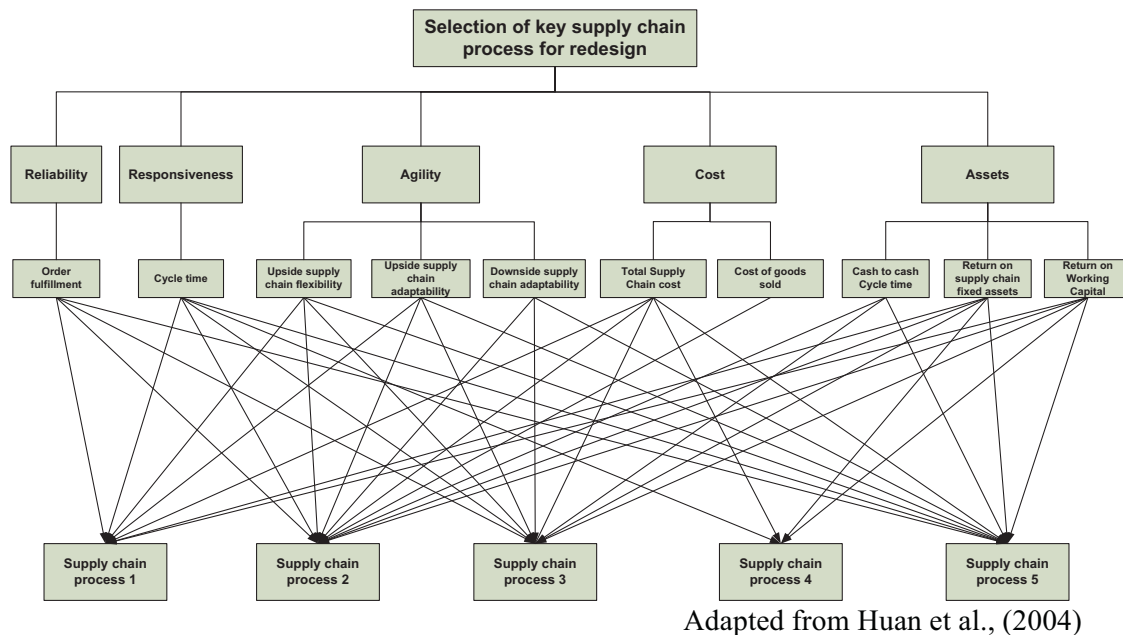 Selection of key supply chain
process for redesign
Reliability
Responsiveness
Agility
Cost
Assets
Order
fulfillment
Cycle time
Upside supply
chain flexibility
Upside supply
chain
adaptability
Downside supply
chain adaptability
Total Supply
Chain cost
Cost of goods
sold
Cash to cash
Cycle time
Return on
supply chain
fixed assets
Return on
Working
Capital
Supply chain
process 1
Supply chain
process 2
Supply chain
process 3
Supply chain
process 4
Supply chain
process 5
Adapted from Huan et al., (2004)